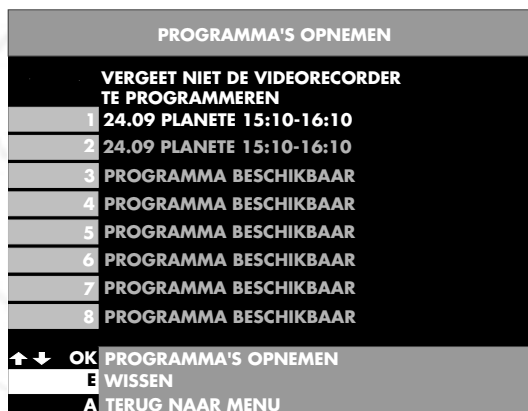 PROGRAMMA'S OPNEMEN
VERGEET NIET DE VIDEORECORDER
TE PROGRAMMEREN
1 24.09 PLANETE 15:10-16:10
2 24.09 PLANETE 15:10-16:10
3 PROGRAMMA BESCHIKBAAR
4 PROGRAMMA BESCHIKBAAR
5 PROGRAMMA BESCHIKBAAR
6 PROGRAMMA BESCHIKBAAR
7 PROGRAMMA BESCHIKBAAR
8 PROGRAMMA BESCHIKBAAR
OK PROGRAMMA'S OPNEMEN
E WISSEN
A TERUG NAAR MENU